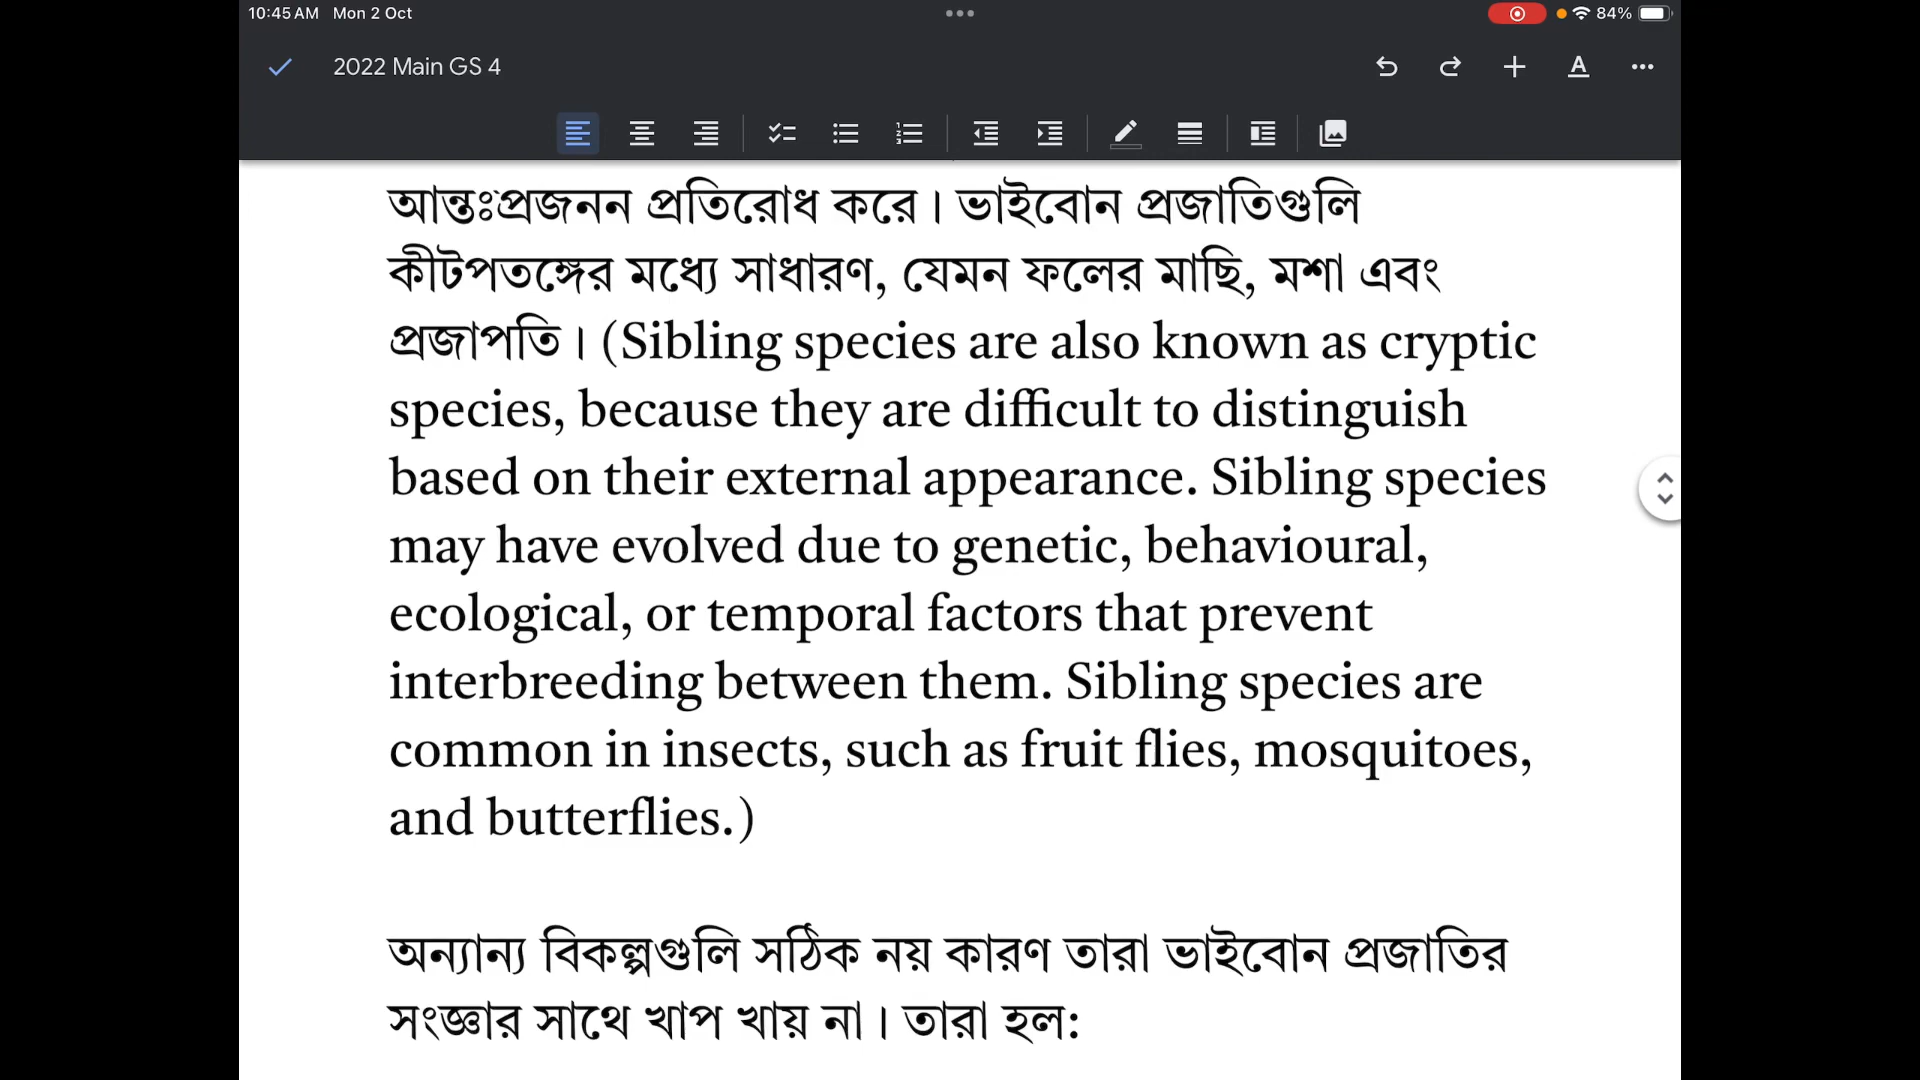 10:45 AM Mon 2 Oct
84%
2022 Main GS 4
আন্তঃপ্রজনন প্রতিরোধ করে। ভাইবোন প্রজাতিগুলি
কীটপতঙ্গের মধ্যে সাধারণ, যেমন ফলের মাছি, মশা এবং
প্রজাপতি। (Sibling species are also known as cryptic
species, because they are difficult to distinguish
based on their external appearance. Sibling species
may have evolved due to genetic, behavioural,
ecological, or temporal factors that prevent
interbreeding between them. Sibling species are
common in insects, such as fruit flies, mosquitoes,
and butterflies.)
অন্যান্য বিকল্পগুলি সঠিক নয় কারণ তারা ভাইবোন প্রজাতির
সংজ্ঞার সাথে খাপ খায় না। তারা হল: